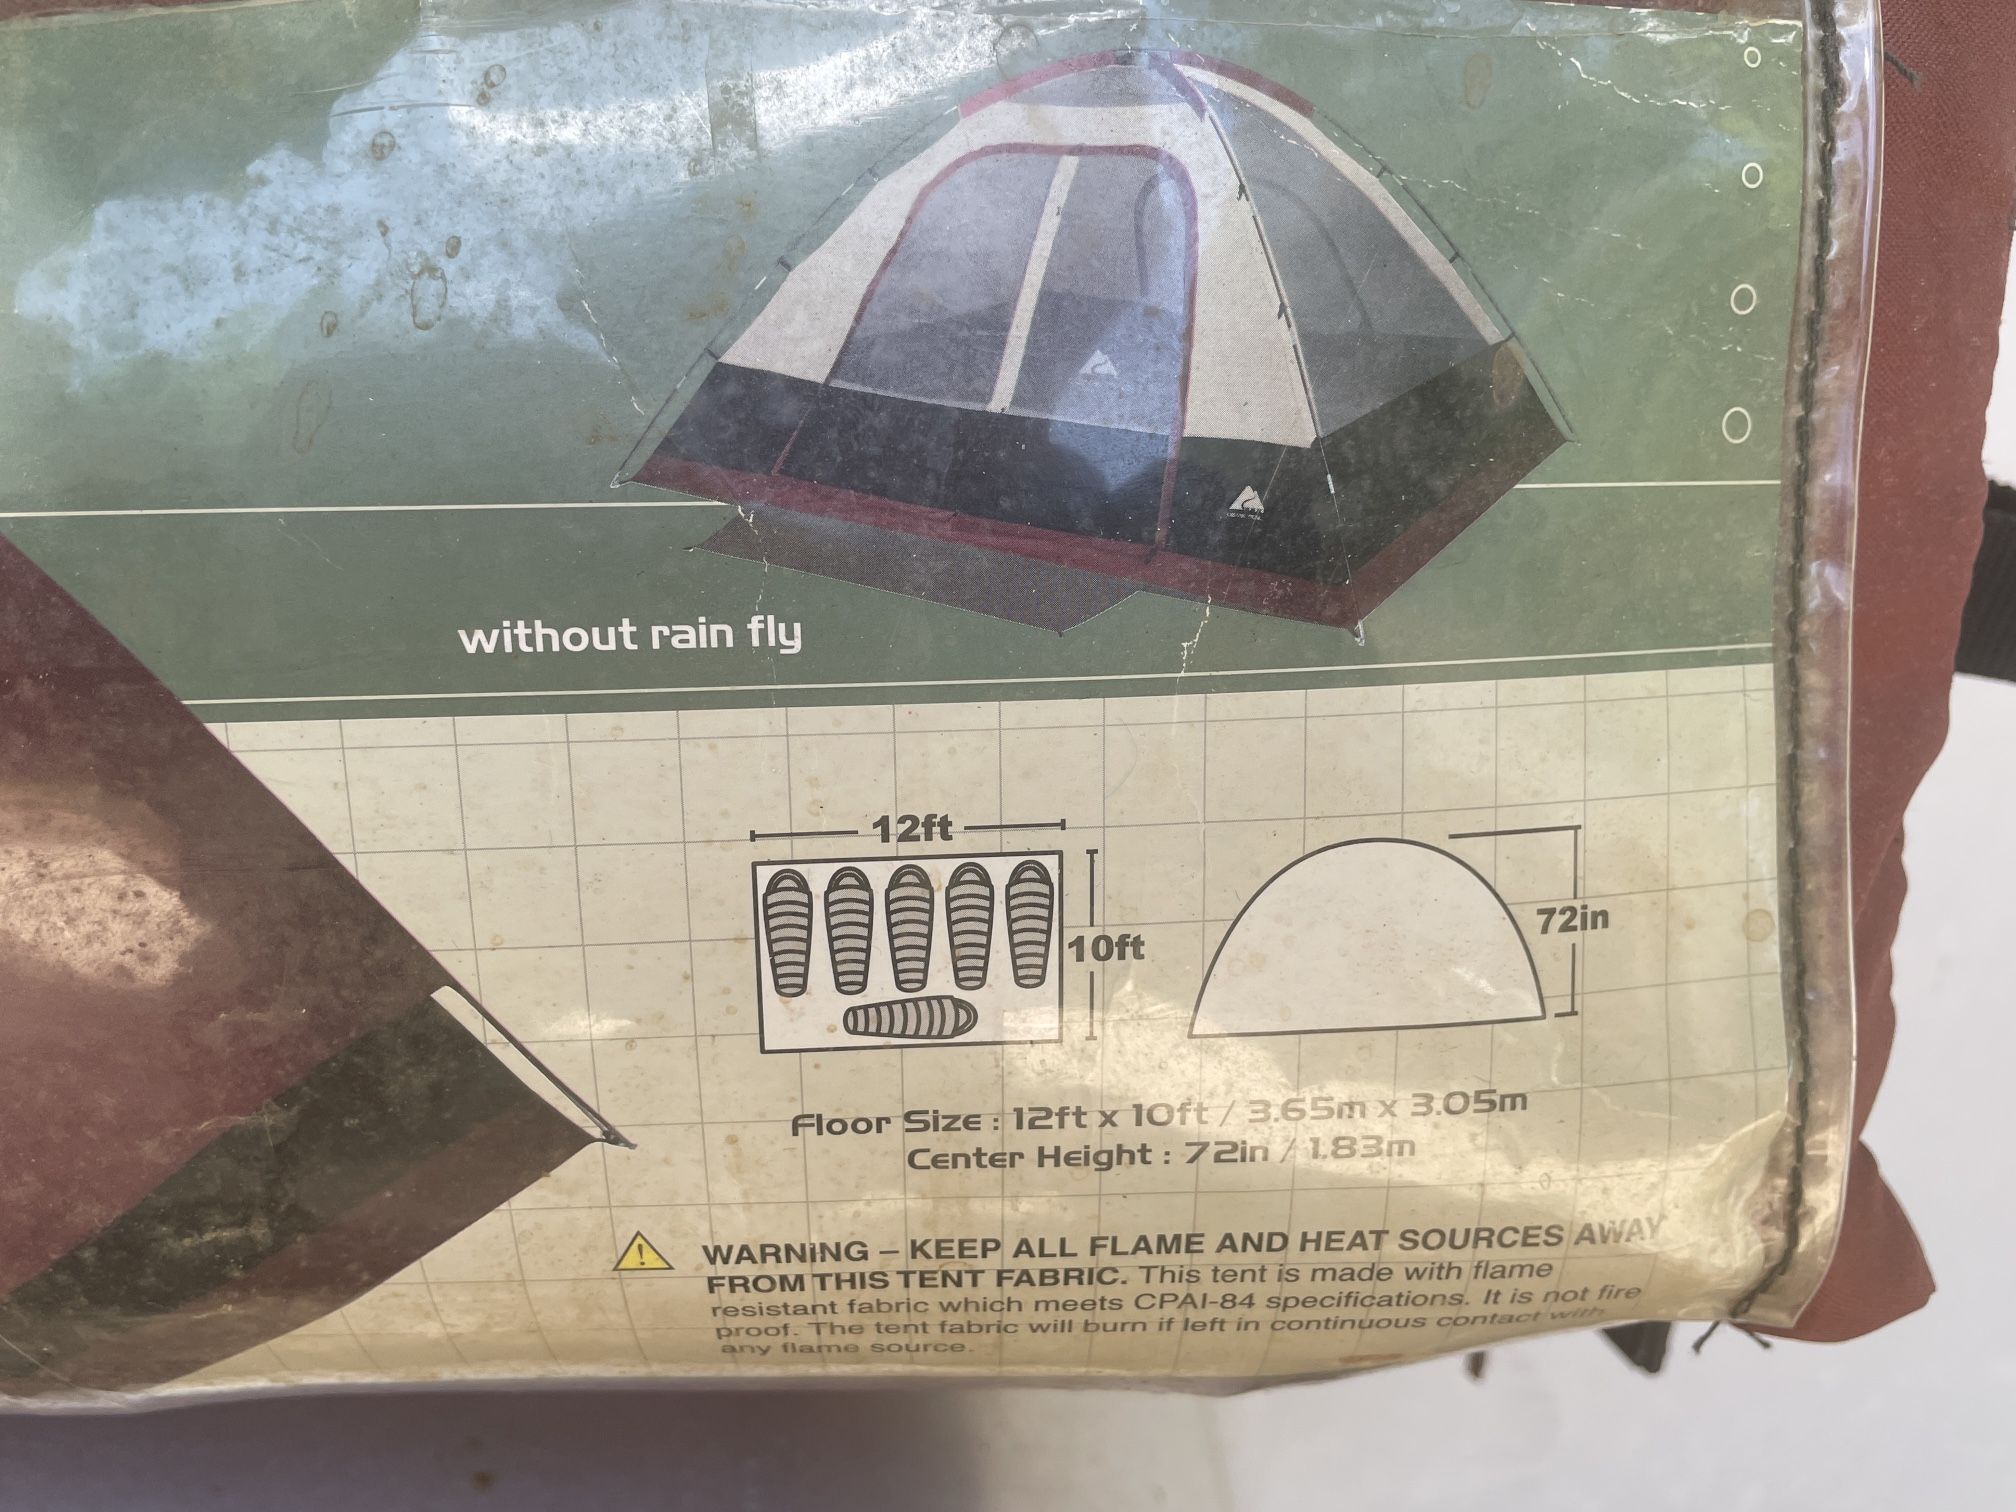 without rain fly
12ft
10ft
72in
Floor Size : 12ft x 10ft / 3.65m x 3.05m
Center Height : 72in / 1.83m
WARNING – KEEP ALL FLAME AND HEAT SOURCES AWAY
FROM THIS TENT FABRIC. This tent is made with flame
resistant fabric which meets CPAI-84 specifications. It is not fire
proof. The tent fabric will burn if left in continuous contact with
any flame source.